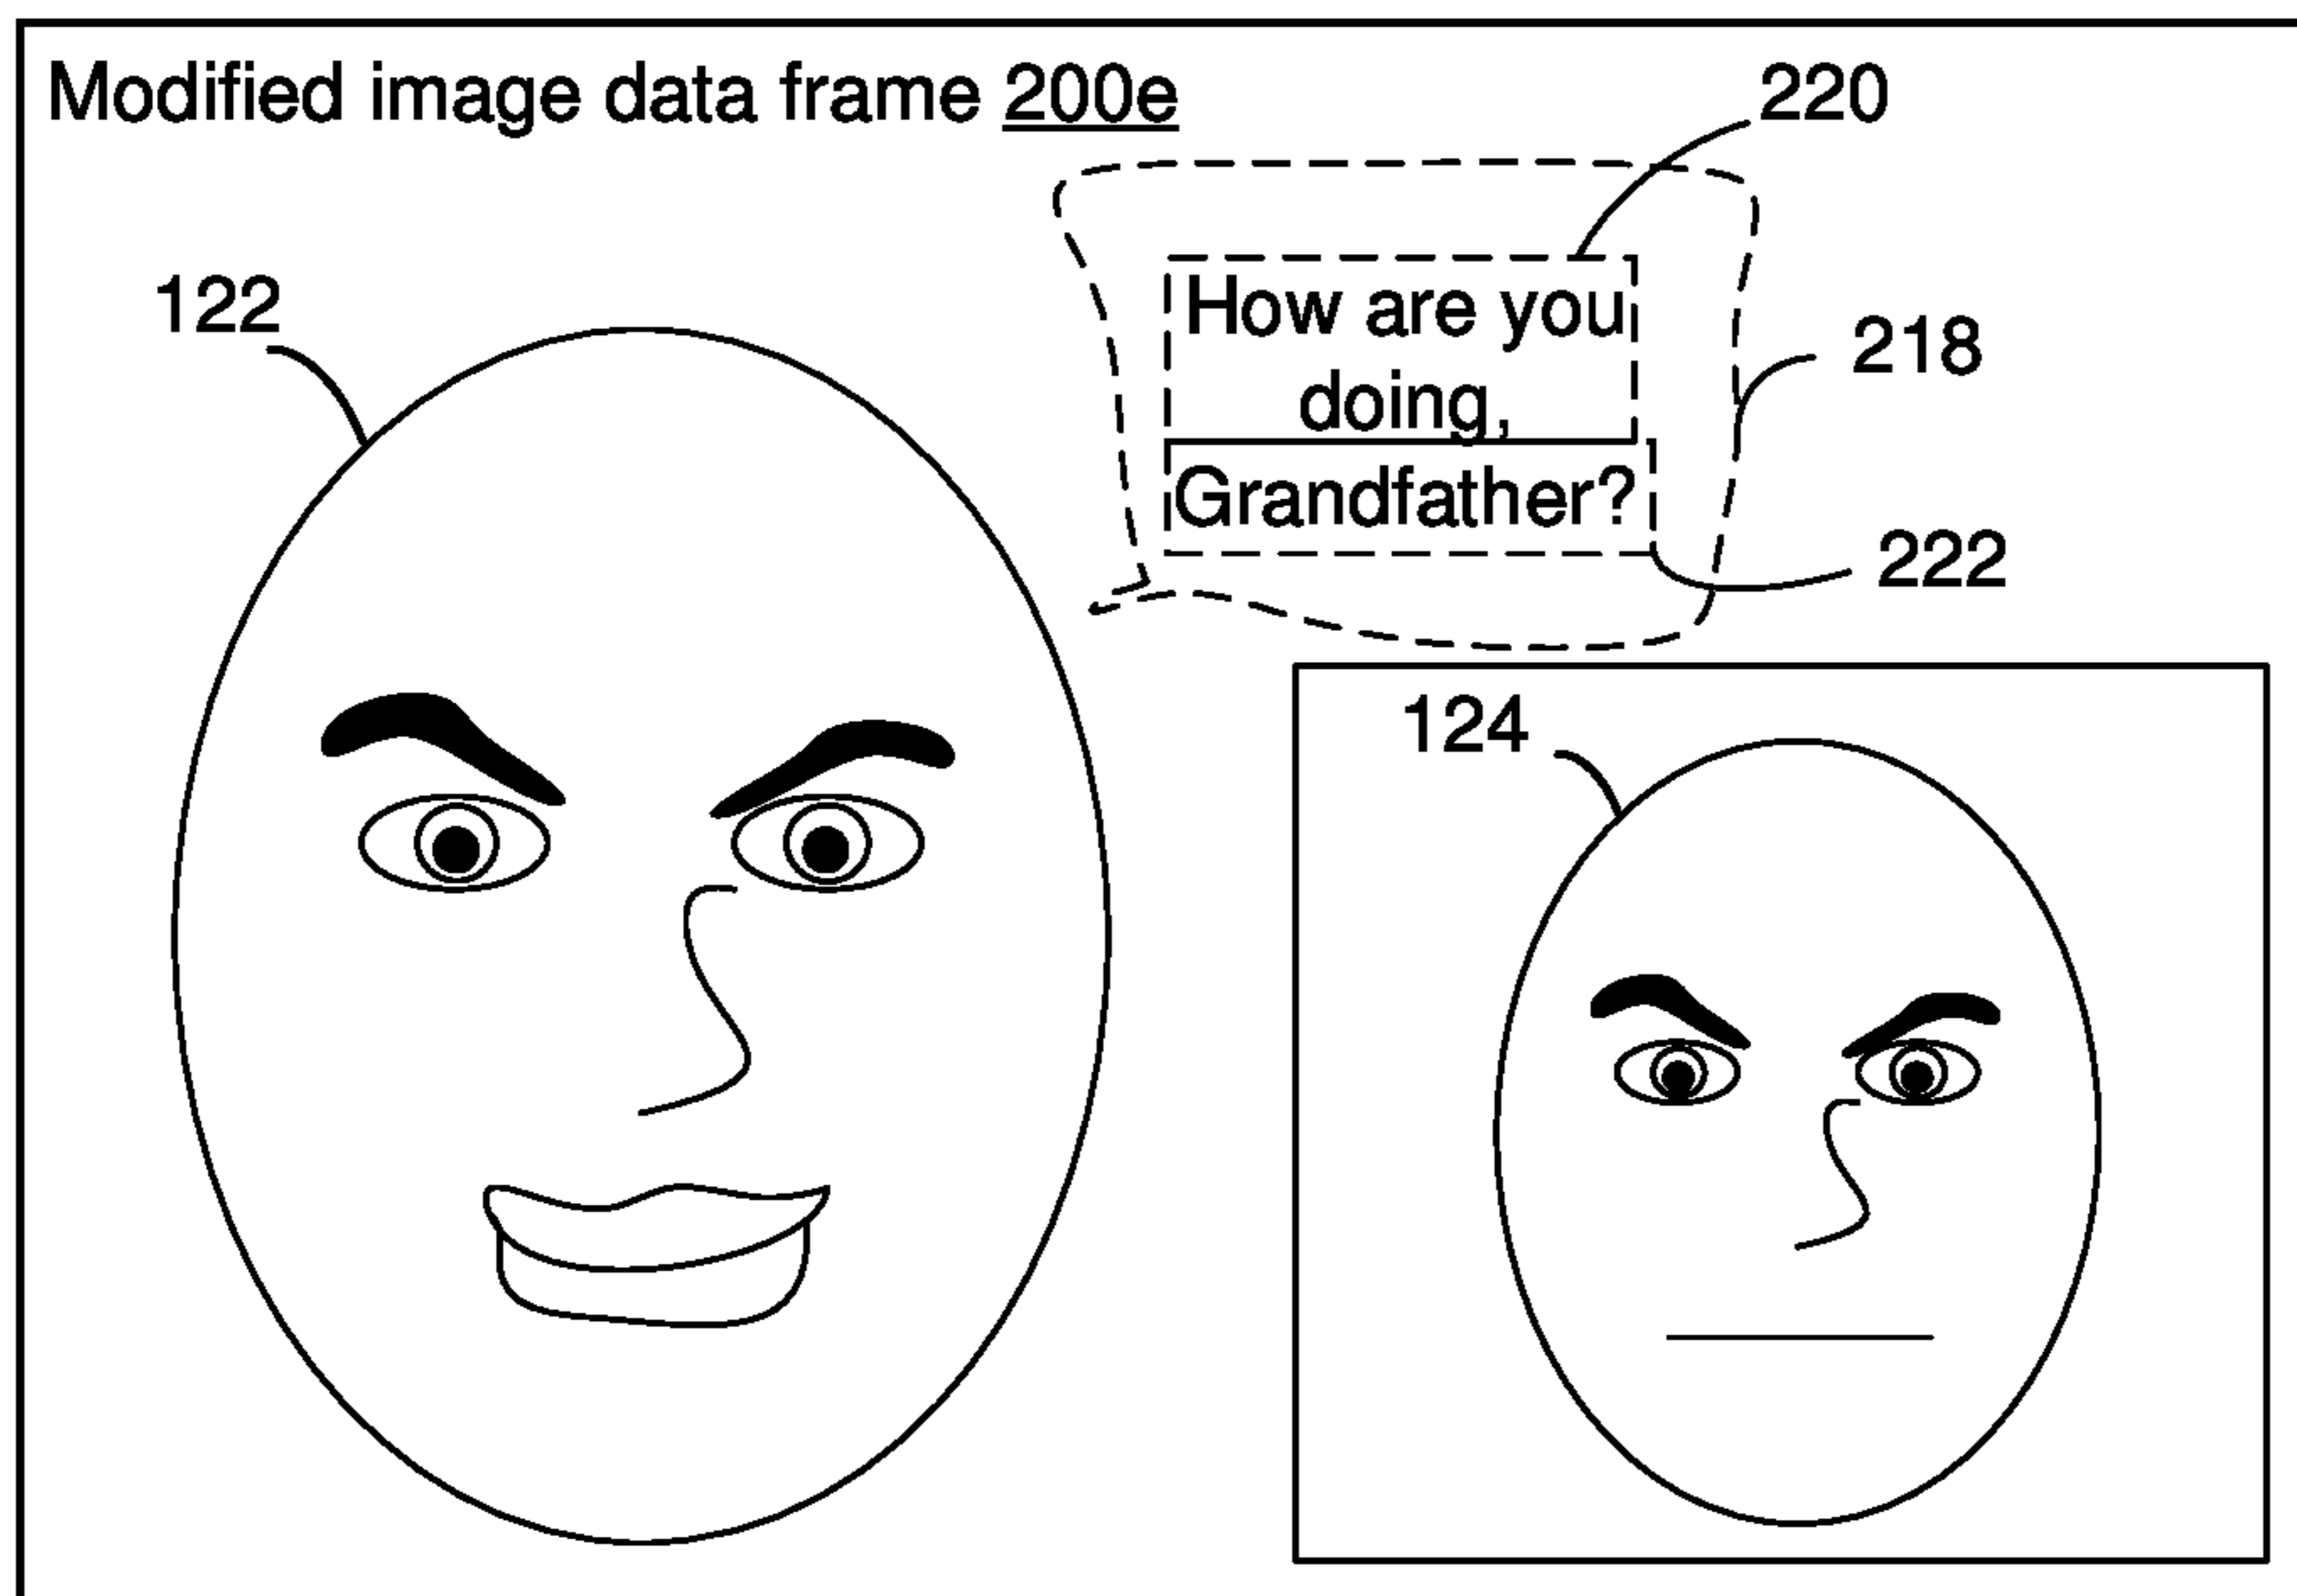 Modified image data frame 200e
220
122
How are you
doing,
218
Grandfather?
222
124